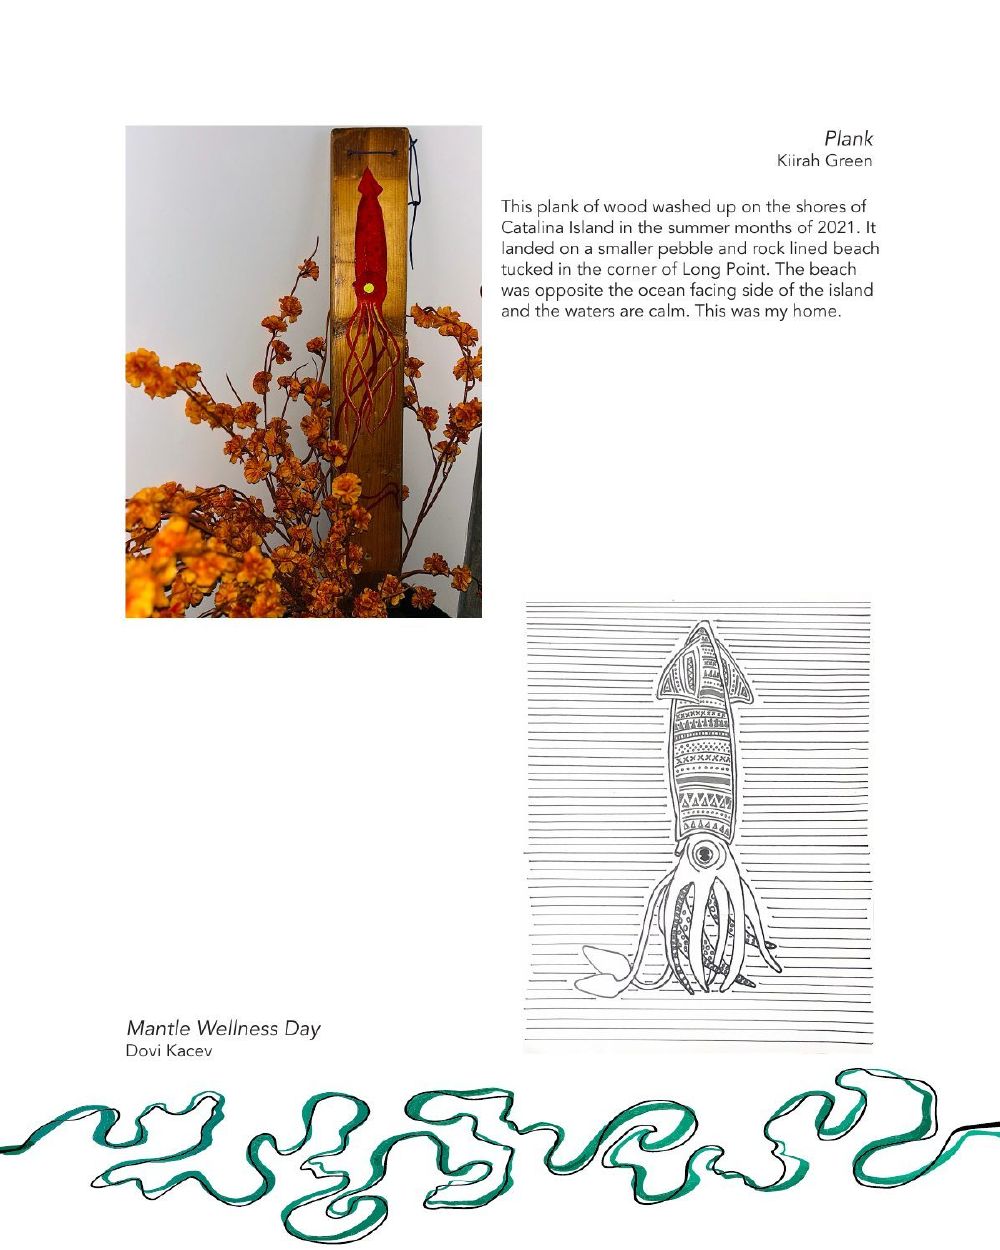 Plank
Kiirah Green
This plank of wood washed up on the shores of
Catalina Island in the summer months of 2021. It
landed on a smaller pebble and rock lined beach
tucked in the corner of Long Point. The beach
was opposite the ocean facing side of the island
and the waters are calm. This was my home.
Mantle Wellness Day
Dovi Kacev